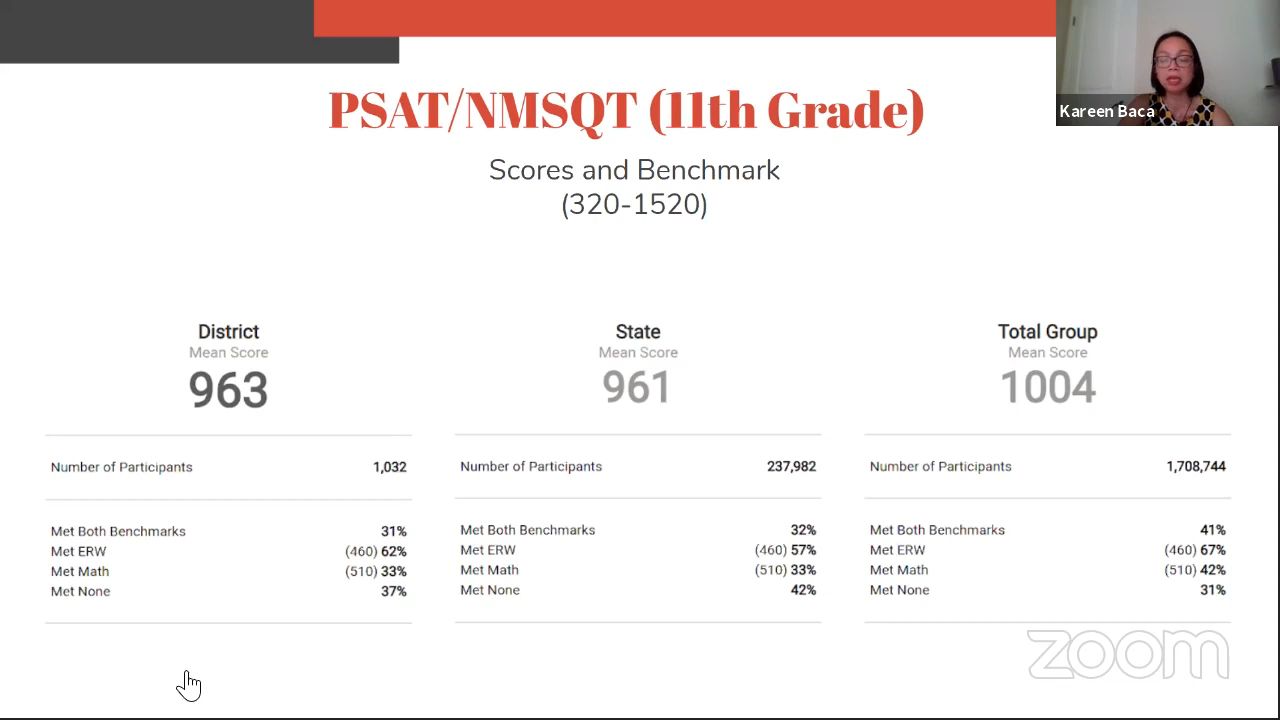 PSAT/NMSQT (11th Grade)
Scores and Benchmark
(320-1520)
Kareen Baca
District
Mean Score
963
Number of Participants 1,032
Met Both Benchmarks 31%
Met ERW (460) 62%
Met Math (510) 33%
Met None 37%
State
Mean Score
961
Number of Participants 237,982
Met Both Benchmarks 32%
Met ERW (460) 57%
Met Math (510) 33%
Met None 42%
Total Group
Mean Score
1004
Number of Participants 1,708,744
Met Both Benchmarks 41%
Met ERW (460) 67%
Met Math (510) 42%
Met None 31%
zoom